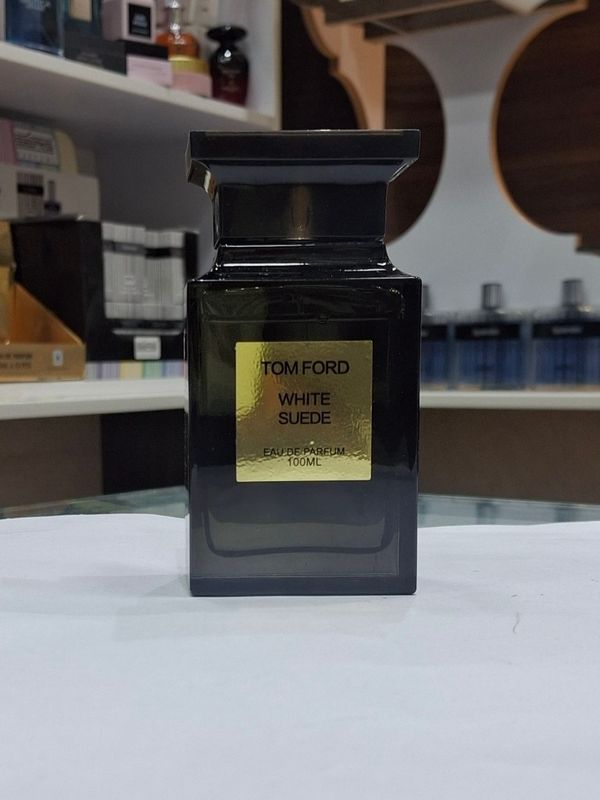 TOM FORD
WHITE
SUEDE
EAU DE PARFUM
100ML